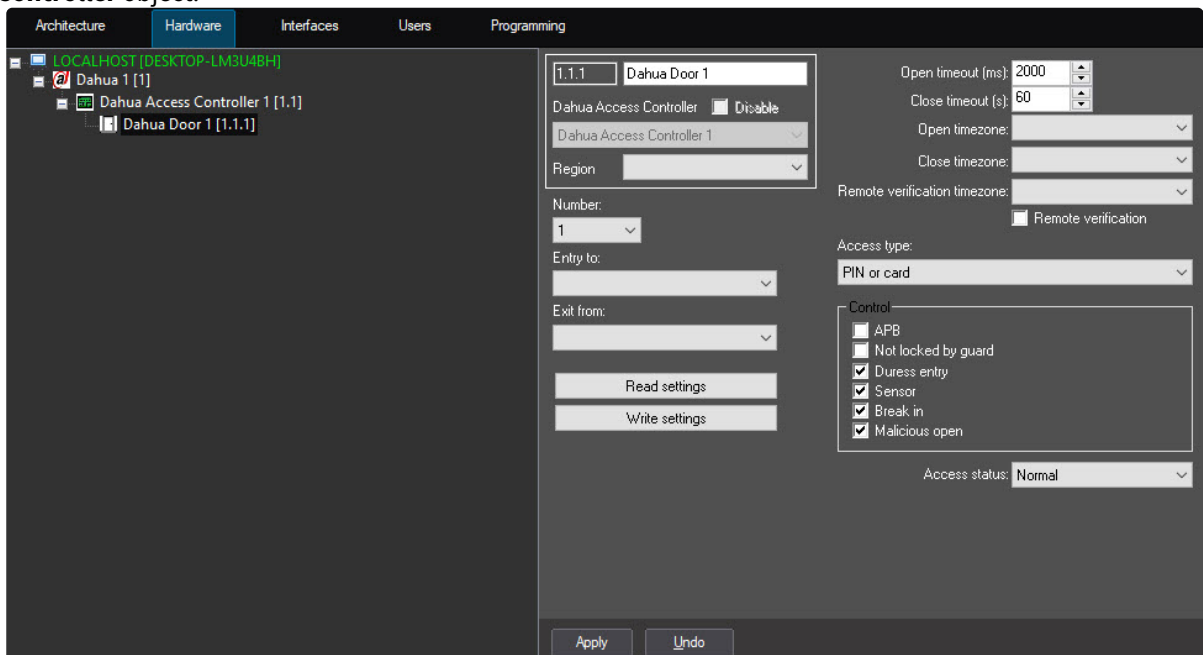 Controller object.
Architecture Hardware Interfaces Users Programming
LOCALHOST [DESKTOP-LM3U4BH]
Dahua 1 [1]
Dahua Access Controller 1 [1.1]
Dahua Door 1 [1.1.1]
1.1.1 Dahua Door 1
Dahua Access Controller Disable
Dahua Access Controller 1
Region
Number:
1
Entry to:
Exit from:
Read settings
Write settings
Open timeout (ms): 2000
Close timeout (s): 60
Open timezone:
Close timezone:
Remote verification timezone:
Remote verification
Access type:
PIN or card
Control
APB
Not locked by guard
Duress entry
Sensor
Break in
Malicious open
Access status: Normal
Apply Undo